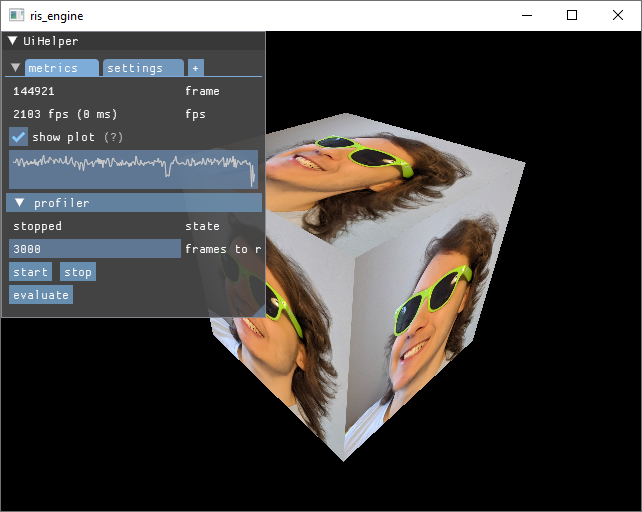 ris_engine
UiHelper
metrics settings +
144921 frame
2103 fps (0 ms) fps
show plot (?)
profiler
stopped state
3000 frames to r
start stop
evaluate